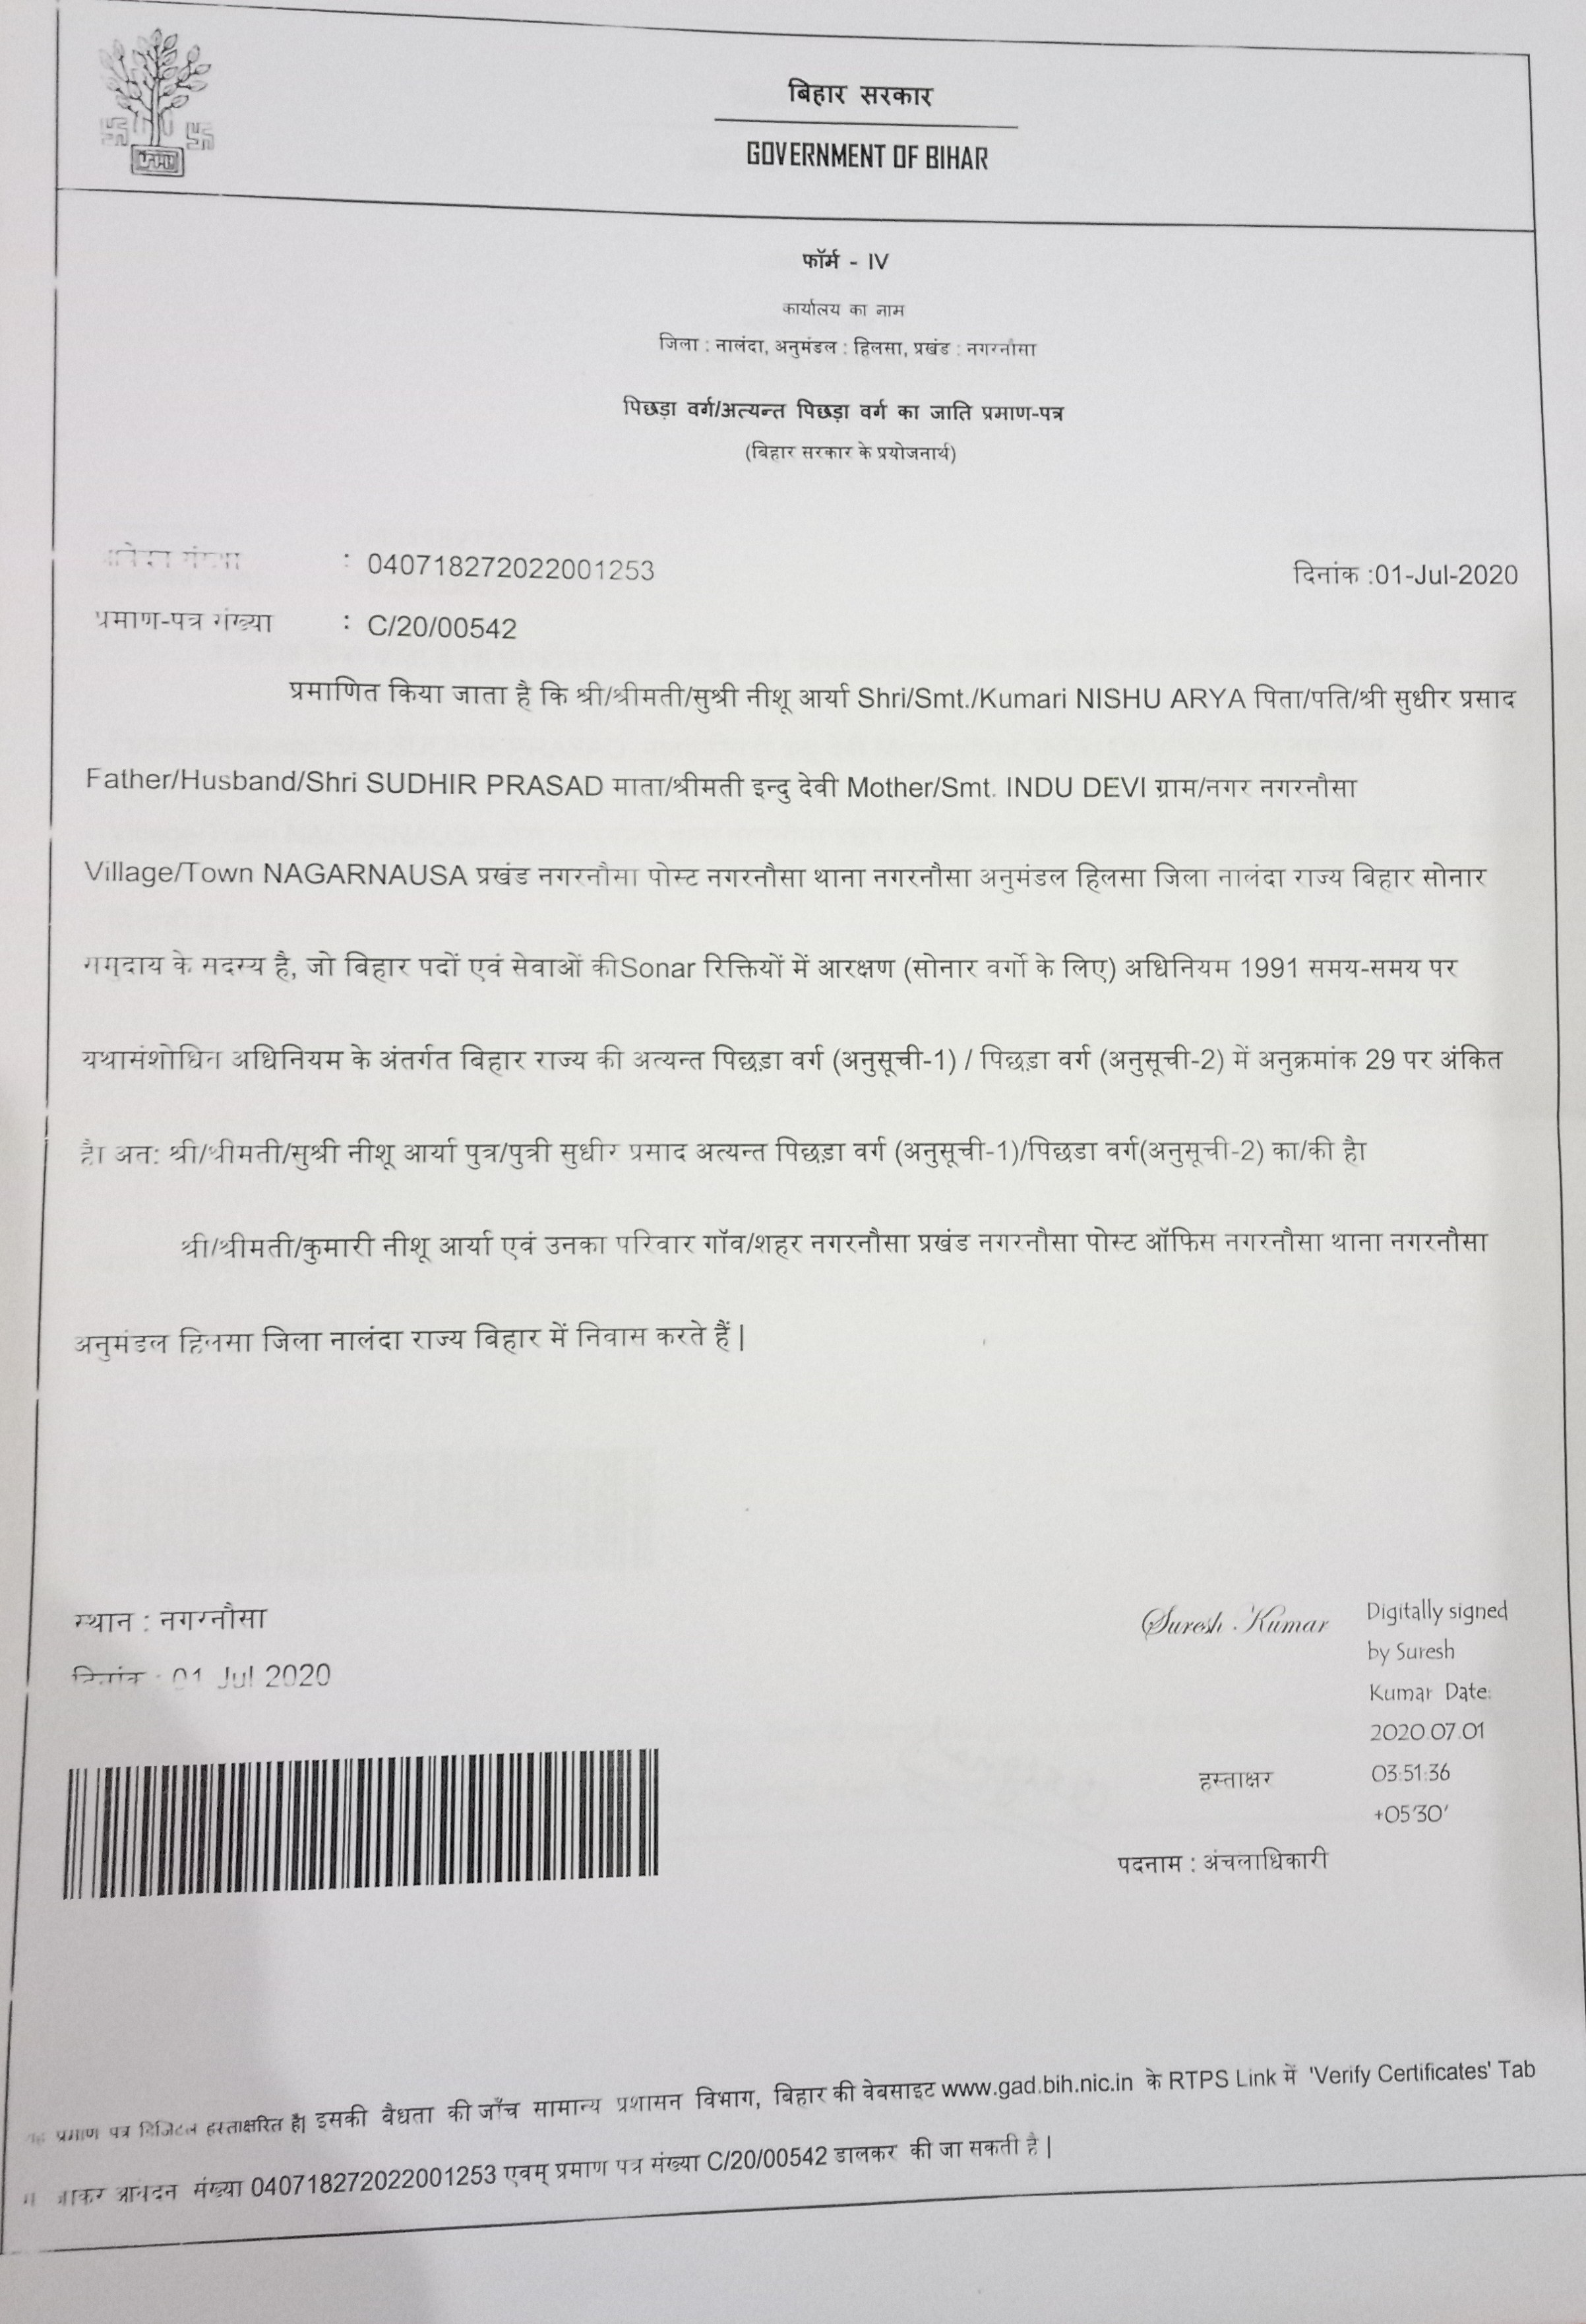 बिहार सरकार
GOVERNMENT OF BIHAR
फॉर्म - IV
कार्यालय का नाम
जिला : नालंदा, अनुमंडल : हिलसा, प्रखंड : नगरनौसा
पिछड़ा वर्ग/अत्यन्त पिछड़ा वर्ग का जाति प्रमाण-पत्र
(बिहार सरकार के प्रयोजनार्थ)
: 040718272022001253
दिनांक :01-Jul-2020
प्रमाण-पत्र संख्या : C/20/00542
प्रमाणित किया जाता है कि श्री/श्रीमती/सुश्री नीशू आर्या Shri/Smt./Kumari NISHU ARYA पिता/पति/श्री सुधीर प्रसाद
Father/Husband/Shri SUDHIR PRASAD माता/श्रीमती इन्दु देवी Mother/Smt. INDU DEVI ग्राम/नगर नगरनौसा
Village/Town NAGARNAUSA प्रखंड नगरनौसा पोस्ट नगरनौसा थाना नगरनौसा अनुमंडल हिलसा जिला नालंदा राज्य बिहार सोनार
समुदाय के सदस्य है, जो बिहार पदों एवं सेवाओं कीSonar रिक्तियों में आरक्षण (सोनार वर्गो के लिए) अधिनियम 1991 समय-समय पर
यथासंशोधित अधिनियम के अंतर्गत बिहार राज्य की अत्यन्त पिछड़ा वर्ग (अनुसूची-1) / पिछड़ा वर्ग (अनुसूची-2) में अनुक्रमांक 29 पर अंकित
है। अत: श्री/श्रीमती/सुश्री नीशू आर्या पुत्र/पुत्री सुधीर प्रसाद अत्यन्त पिछड़ा वर्ग (अनुसूची-1)/पिछडा वर्ग(अनुसूची-2) का/की है।
श्री/श्रीमती/कुमारी नीशू आर्या एवं उनका परिवार गॉव/शहर नगरनौसा प्रखंड नगरनौसा पोस्ट ऑफिस नगरनौसा थाना नगरनौसा
अनुमंडल हिलसा जिला नालंदा राज्य बिहार में निवास करते हैं |
स्थान : नगरनौसा
दिनांक : 01 Jul 2020
Suresh Kumar
Digitally signed
by Suresh
Kumar Date:
2020.07.01
03:51:36
+05'30'
हस्ताक्षर
पदनाम : अंचलाधिकारी
प्रमाण पत्र डिजिटल हस्ताक्षरित है| इसकी वैधता की जाँच सामान्य प्रशासन विभाग, बिहार की वेबसाइट www.gad.bih.nic.in के RTPS Link में 'Verify Certificates' Tab
जाकर आवेदन संख्या 040718272022001253 एवम् प्रमाण पत्र संख्या C/20/00542 डालकर की जा सकती है |